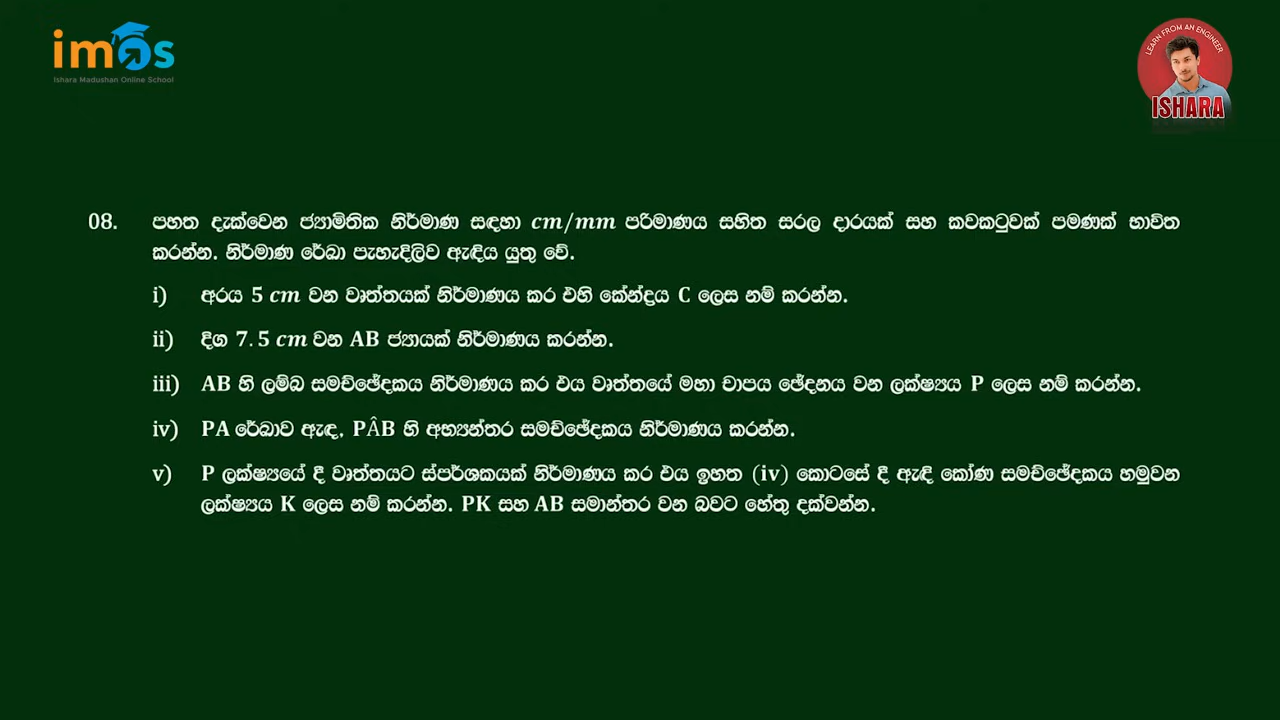 imos
Ishara Madushan Online School
LEARN FROM AN ENGINEER
ISHARA
08. පහත දැක්වෙන ජ්‍යාමිතික නිර්මාණ සඳහා cm/mm පරිමාණය සහිත සරල දාරයක් සහ කවකටුවක් පමණක් භාවිත
කරන්න. නිර්මාණ රේඛා පැහැදිලිව ඇඳිය යුතු වේ.
i) අරය 5 cm වන වෘත්තයක් නිර්මාණය කර එහි කේන්ද්‍රය C ලෙස නම් කරන්න.
ii) දිග 7.5 cm වන AB ජ්‍යායක් නිර්මාණය කරන්න.
iii) AB හි ලම්බ සමච්ඡේදකය නිර්මාණය කර එය වෘත්තයේ මහා චාපය ඡේදනය වන ලක්ෂ්‍යය P ලෙස නම් කරන්න.
iv) PA රේඛාව ඇඳ, PÂB හි අභ්‍යන්තර සමච්ඡේදකය නිර්මාණය කරන්න.
v) P ලක්ෂ්‍යයේ දී වෘත්තයට ස්පර්ශකයක් නිර්මාණය කර එය ඉහත (iv) කොටසේ දී ඇඳි කෝණ සමච්ඡේදකය හමුවන
ලක්ෂ්‍යය K ලෙස නම් කරන්න. PK සහ AB සමාන්තර වන බවට හේතු දක්වන්න.